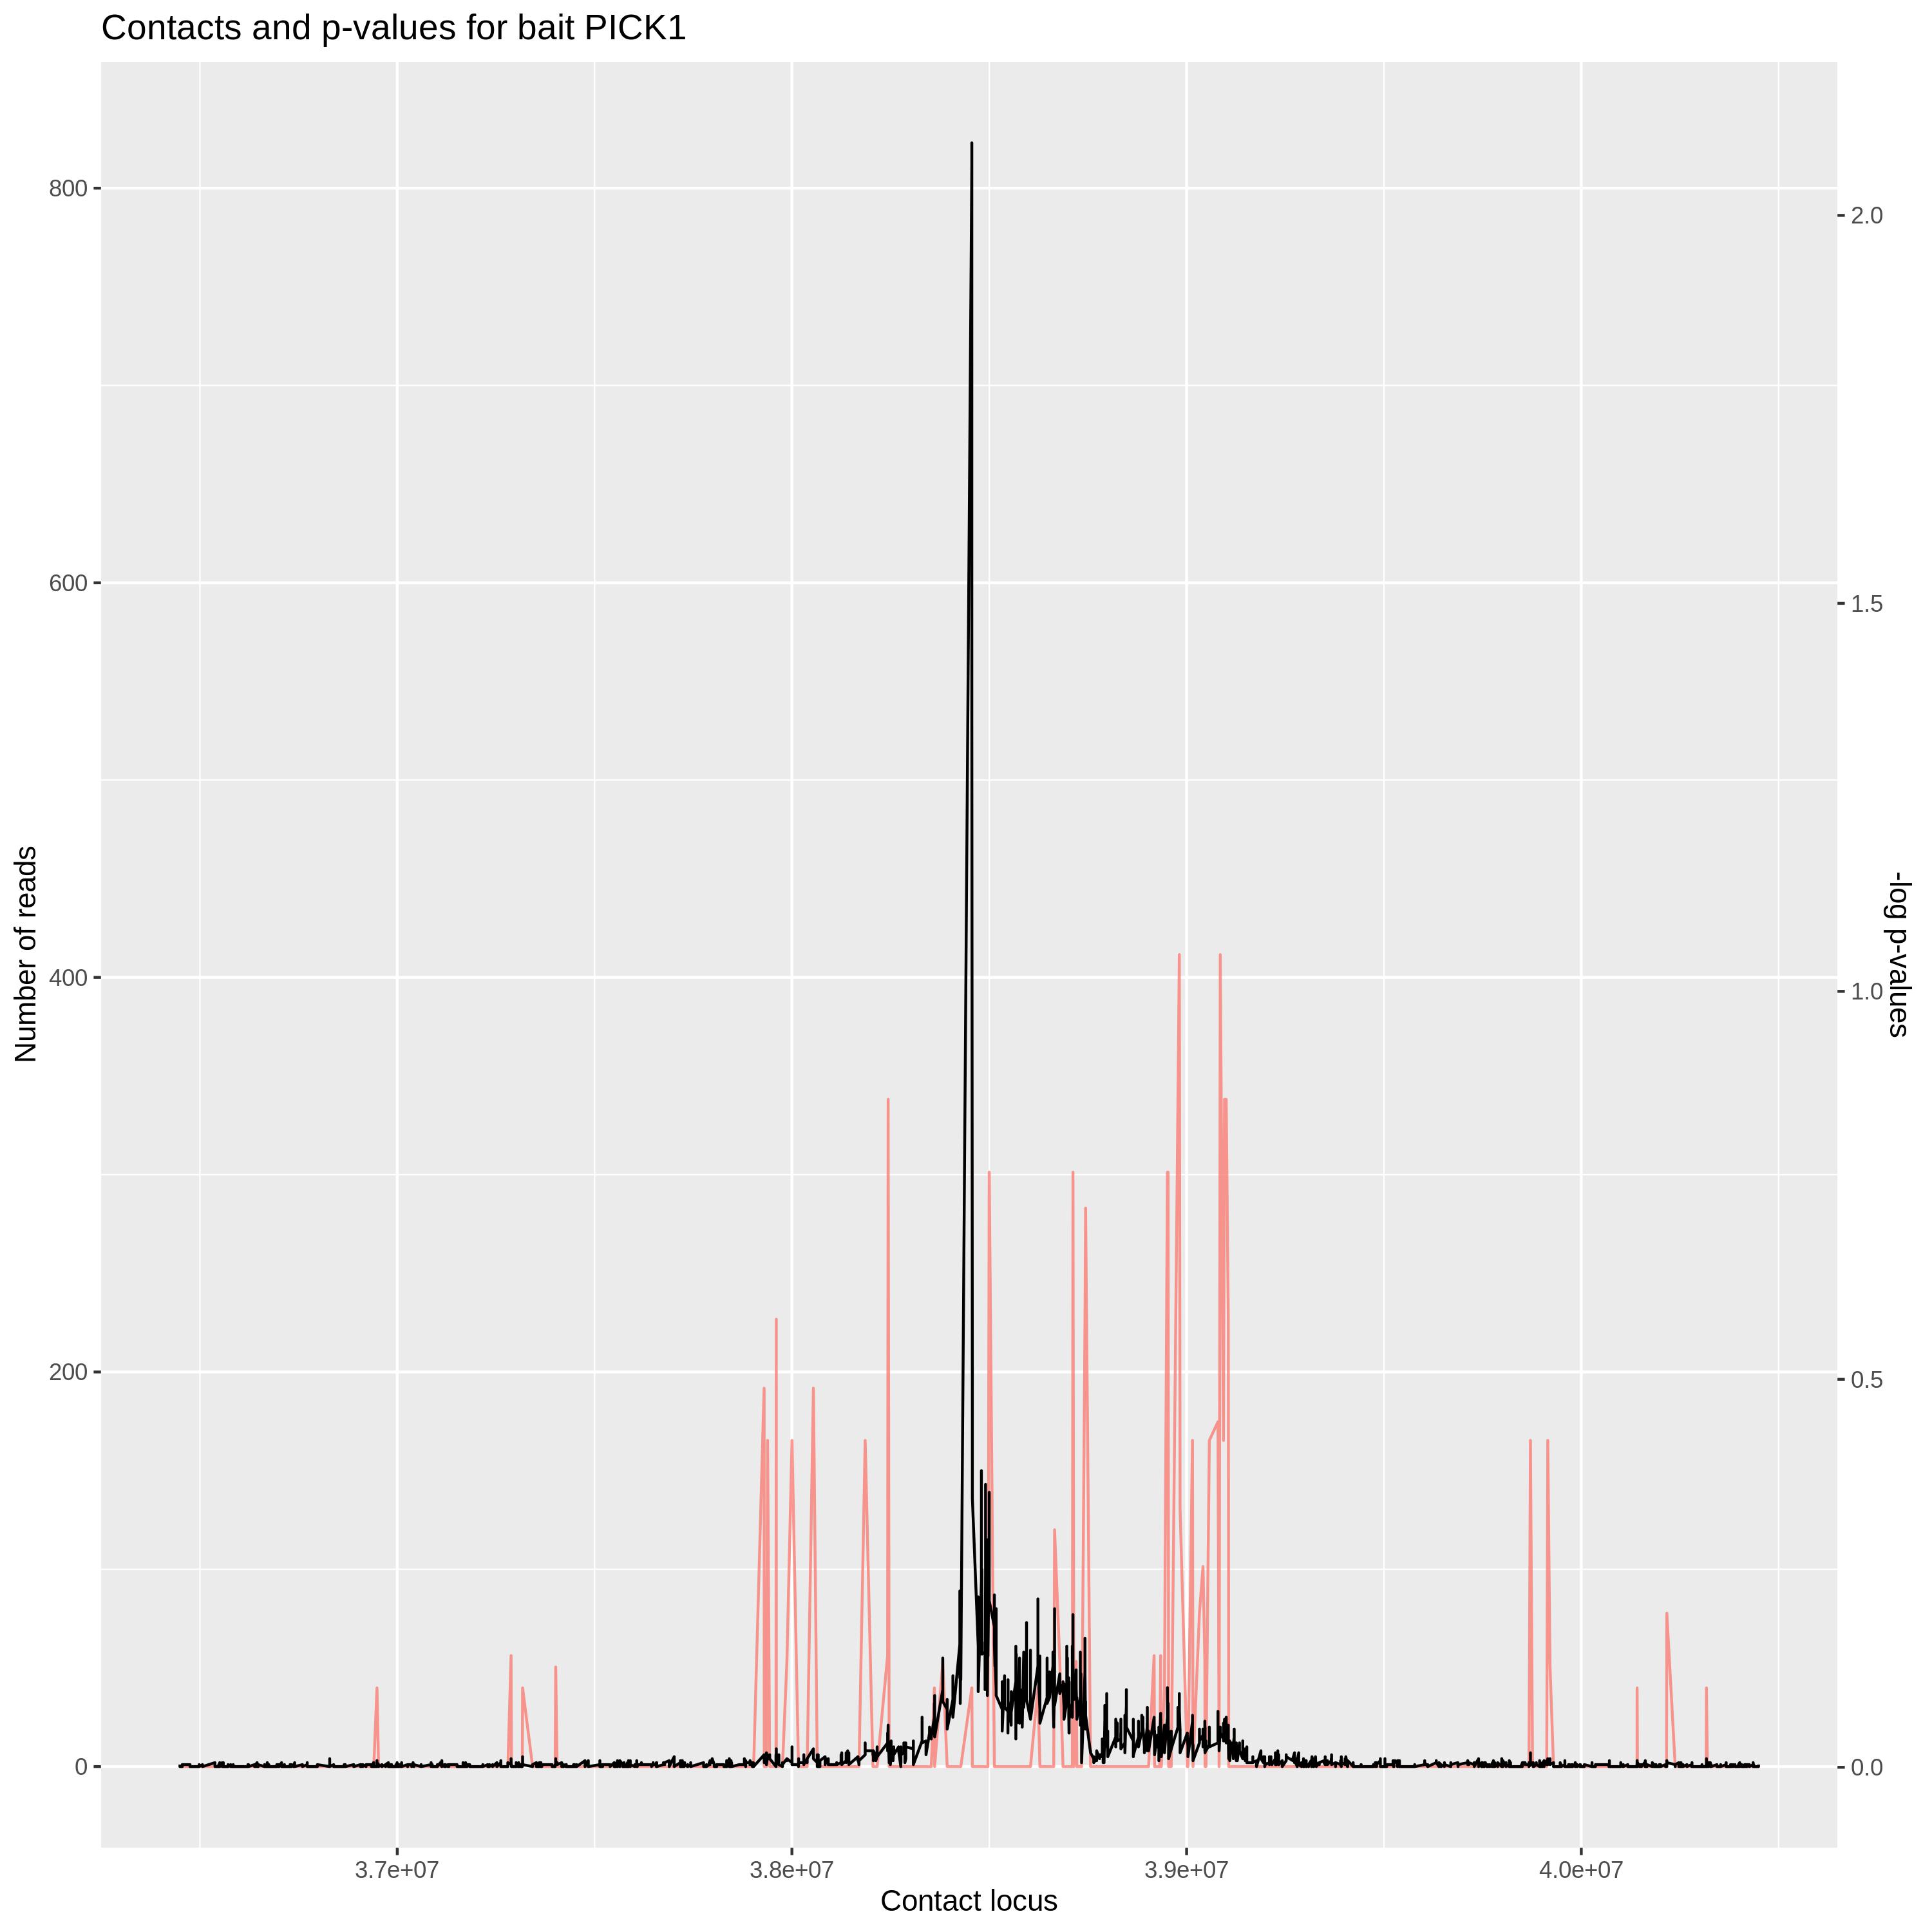 Contacts and p-values for bait PICK1
800
600
400
200
0
Number of reads
2.0
1.5
1.0
0.5
0.0
-log p-values
3.7e+07
3.8e+07
3.9e+07
4.0e+07
Contact locus